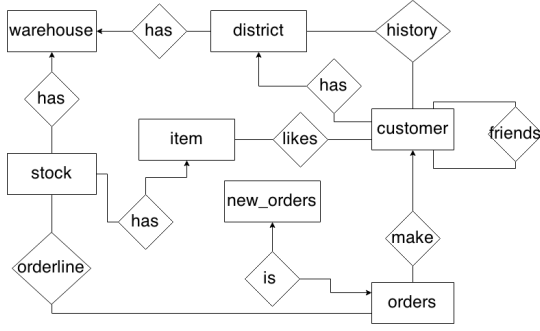 warehouse
has
district
history
has
has
customer
friends
item
likes
stock
has
new_orders
make
orderline
is
orders